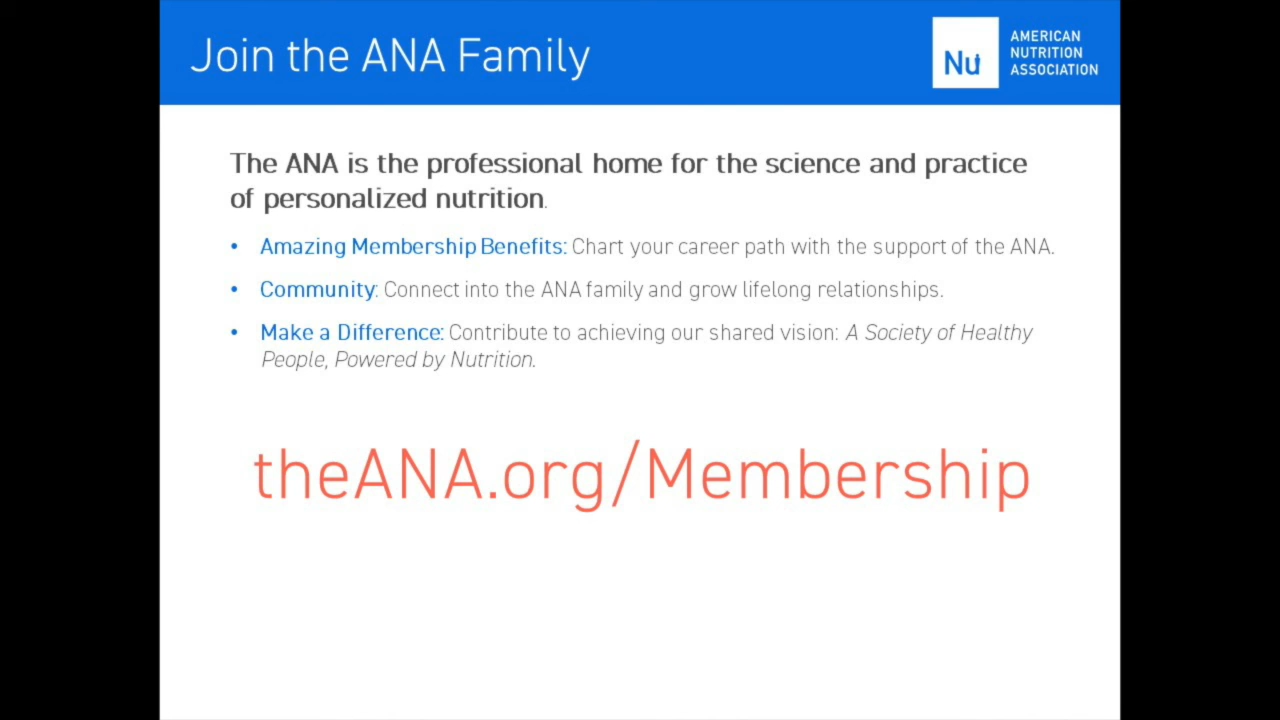 Join the ANA Family
Nu
AMERICAN
NUTRITION
ASSOCIATION
The ANA is the professional home for the science and practice
of personalized nutrition.
• Amazing Membership Benefits: Chart your career path with the support of the ANA.
• Community: Connect into the ANA family and grow lifelong relationships.
• Make a Difference: Contribute to achieving our shared vision: A Society of Healthy
People, Powered by Nutrition.
theANA.org/Membership